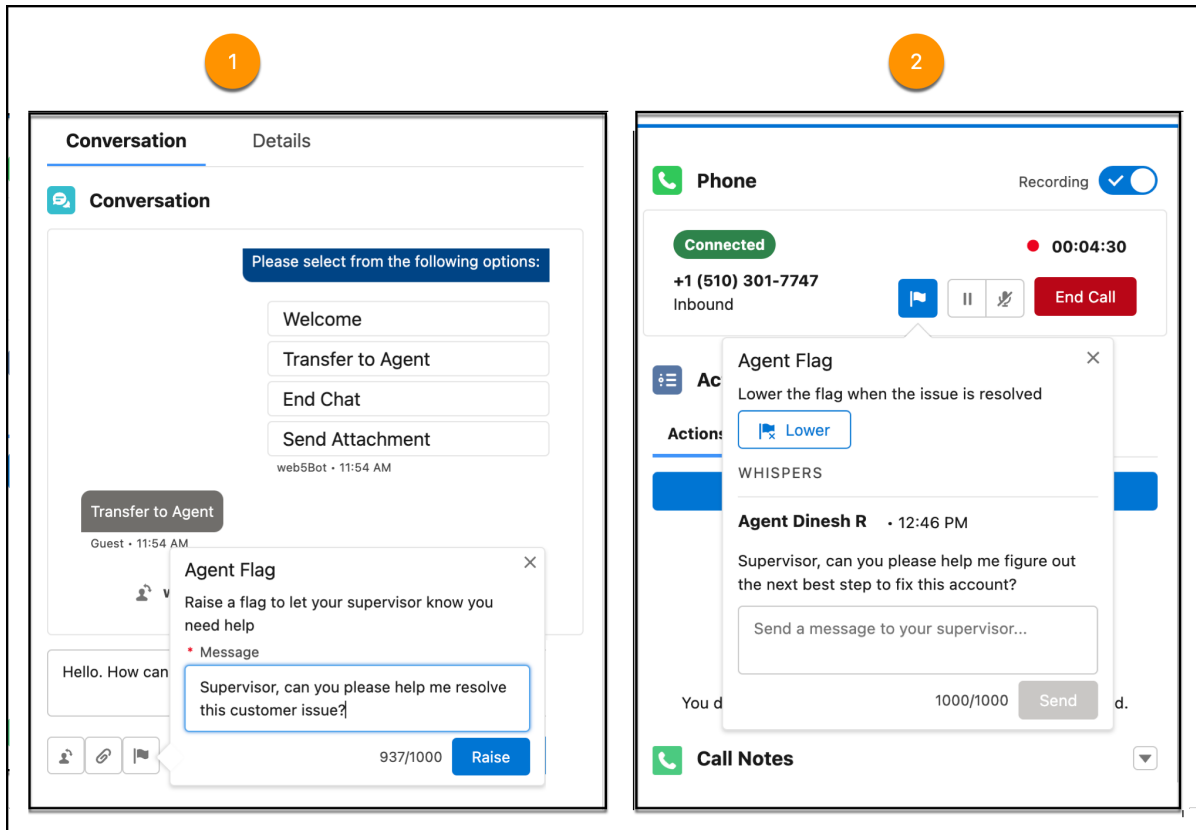 1
Conversation
Details
Conversation
Please select from the following options:
Welcome
Transfer to Agent
End Chat
Send Attachment
web5Bot • 11:54 AM
Transfer to Agent
Guest • 11:54 AM
Agent Flag
Raise a flag to let your supervisor know you
need help
* Message
Hello. How can
Supervisor, can you please help me resolve
this customer issue?
937/1000
Raise
2
Phone
Recording
Connected
00:04:30
+1 (510) 301-7747
Inbound
End Call
Agent Flag
Lower the flag when the issue is resolved
Actions
Lower
WHISPERS
Agent Dinesh R • 12:46 PM
Supervisor, can you please help me figure out
the next best step to fix this account?
Send a message to your supervisor...
You d
1000/1000
Send
d.
Call Notes